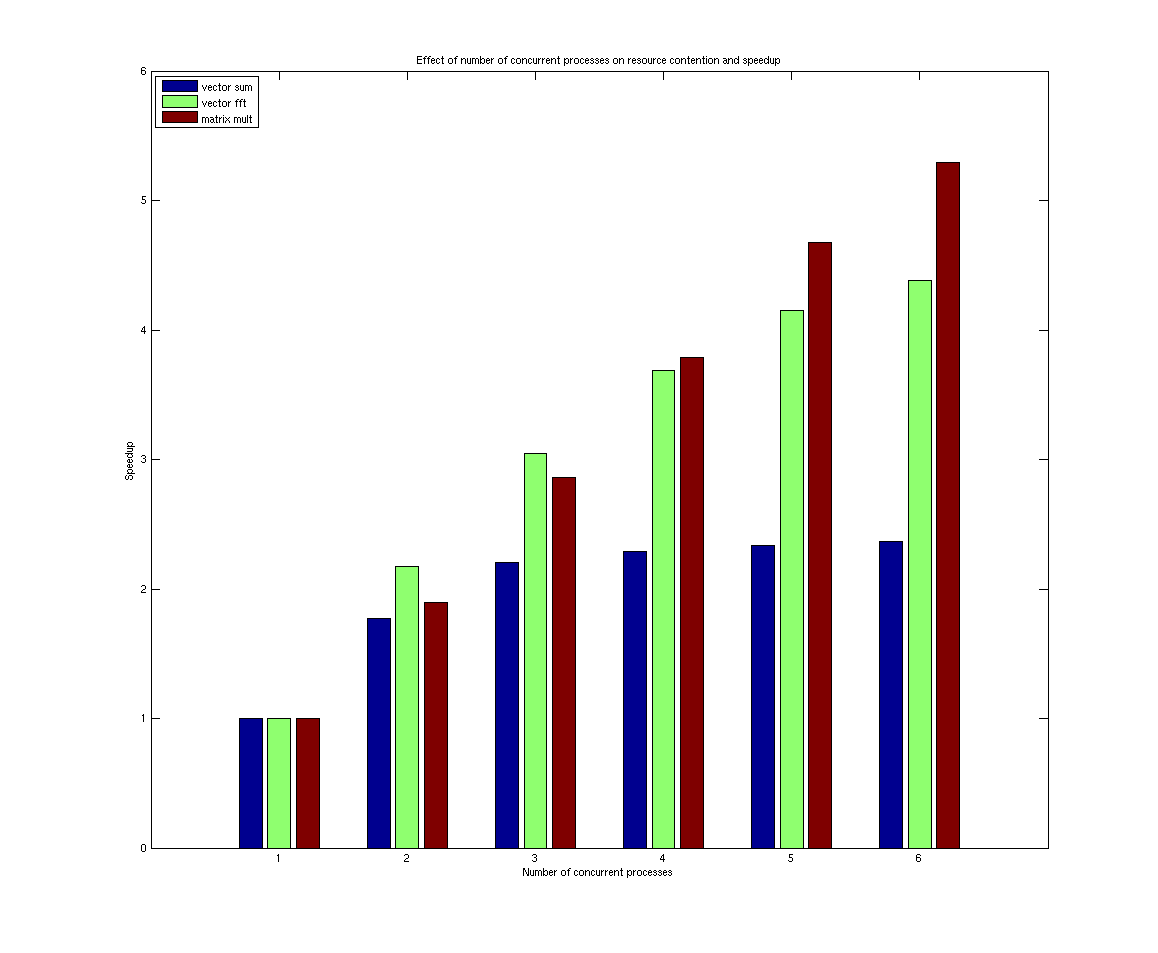 Effect of number of concurrent processes on resource contention and speedup
6
vector sum
vector fft
matrix mult
5
4
3
Speedup
2
1
0
1 2 3 4 5 6
Number of concurrent processes